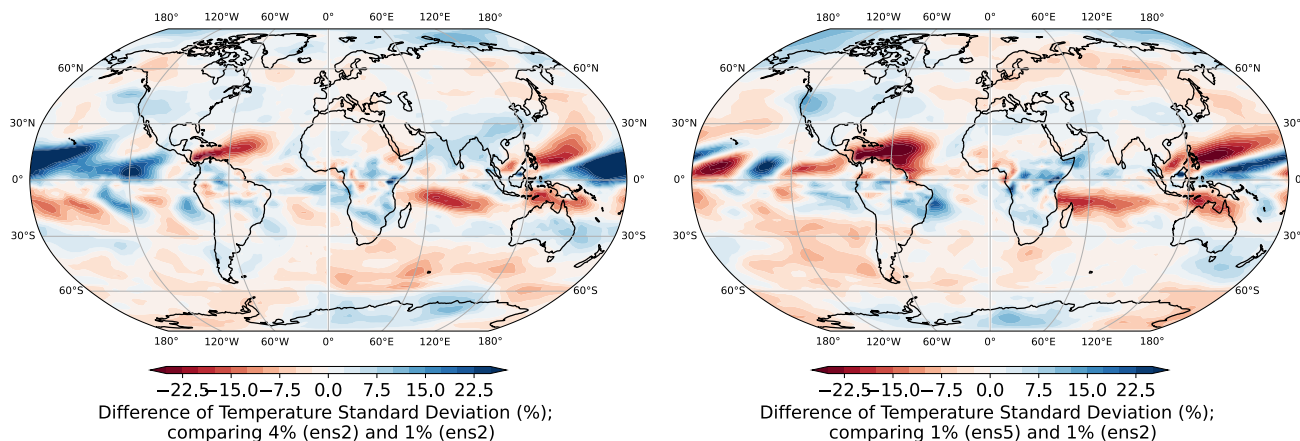 180° 120°W 60°W 0° 60°E 120°E 180°
60°N 60°N
30°N 30°N
0° 0°
30°S 30°S
60°S 60°S
180° 120°W 60°W 0° 60°E 120°E 180°
−22.5 −15.0 −7.5 0.0 7.5 15.0 22.5
Difference of Temperature Standard Deviation (%);
comparing 4% (ens2) and 1% (ens2)
180° 120°W 60°W 0° 60°E 120°E 180°
60°N 60°N
30°N 30°N
0° 0°
30°S 30°S
60°S 60°S
180° 120°W 60°W 0° 60°E 120°E 180°
−22.5 −15.0 −7.5 0.0 7.5 15.0 22.5
Difference of Temperature Standard Deviation (%);
comparing 1% (ens5) and 1% (ens2)